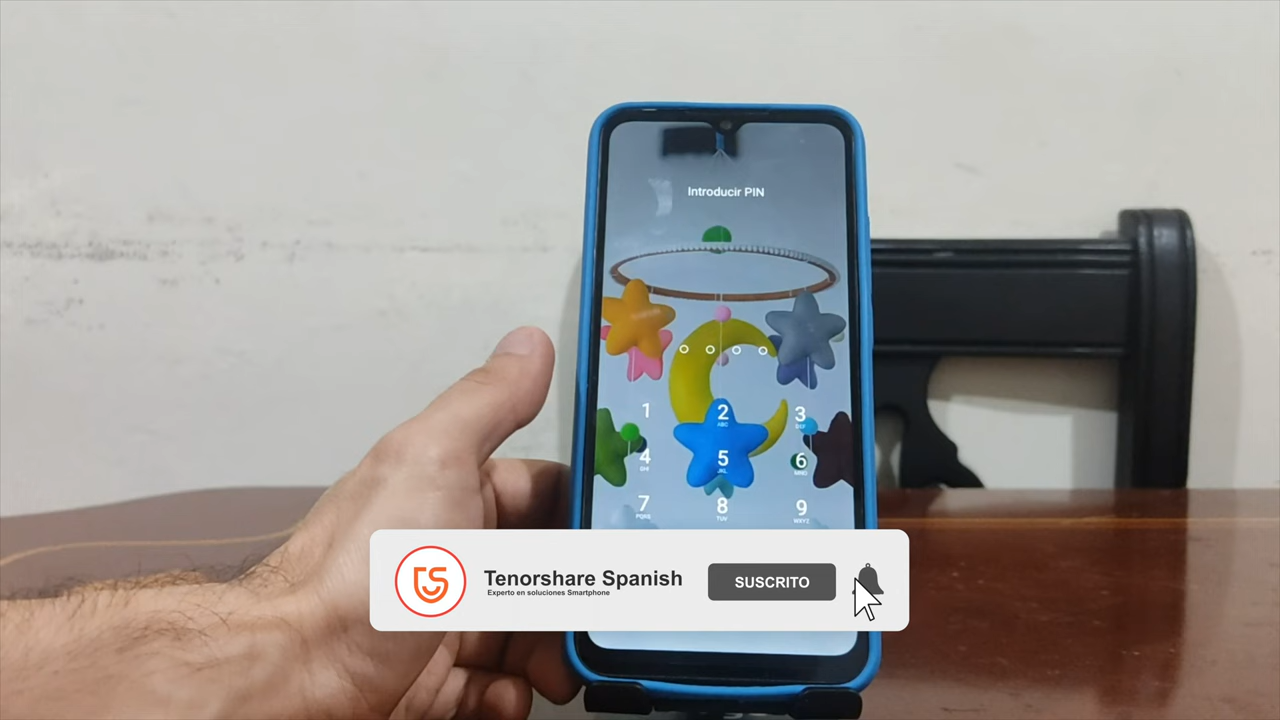 Introducir PIN
1 2 3
ABC DEF
4 5 6
GHI JKL MNO
7 8 9
PQRS TUV WXYZ
Tenorshare Spanish
Experto en soluciones Smartphone
SUSCRITO